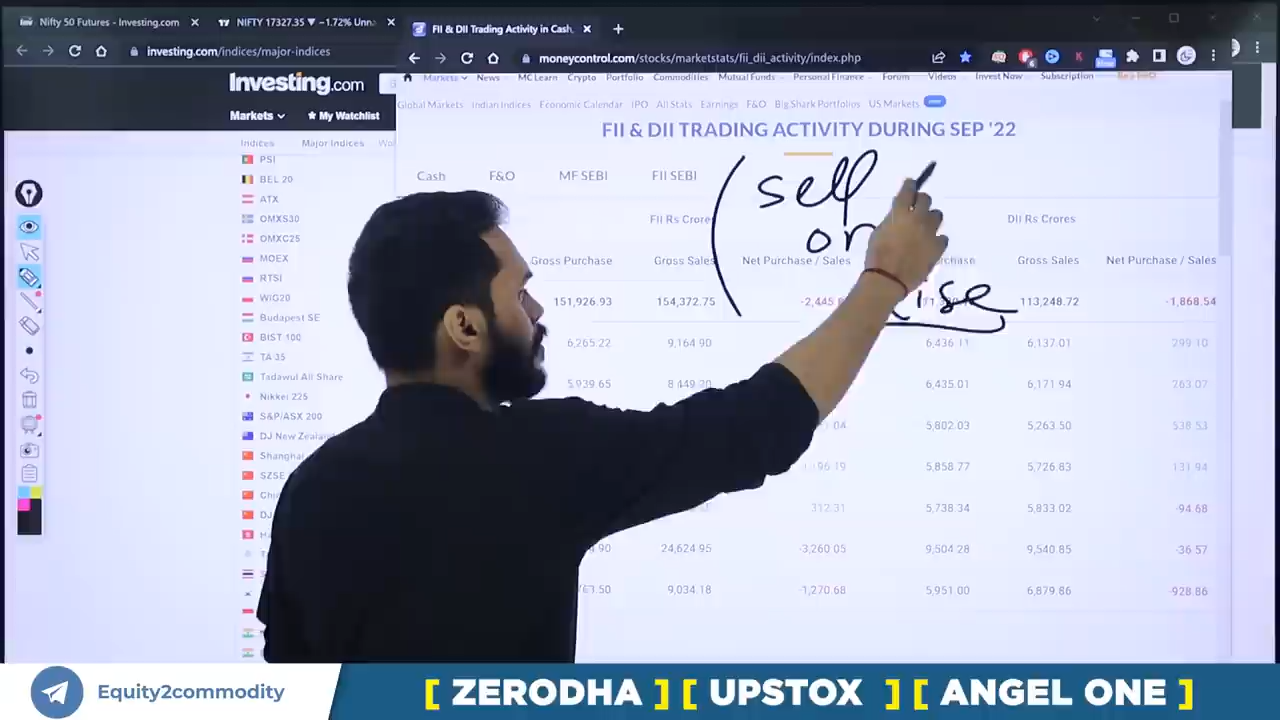 Nifty 50 Futures - Investing.com
NIFTY 17327.35 ▼ −1.72% Unna
FII & DII Trading Activity in Cash,
investing.com/indices/major-indices
moneycontrol.com/stocks/marketstats/fii_dii_activity/index.php
Investing.com
Markets
★ My Watchlist
Markets News MC Learn Crypto Portfolio Commodities Mutual Funds Personal Finance Forum Videos Invest Now Subscription
Global Markets Indian Indices Economic Calendar IPO All Stats Earnings F&O Big Shark Portfolios US Markets
Indices Major Indices
PSI
BEL 20
ATX
OMXS30
OMXC25
MOEX
RTSI
WIG20
Budapest SE
BIST 100
TA 35
Tadawul All Share
Nikkei 225
S&P/ASX 200
DJ New Zealand
Shanghai
SZSE
DJ
FII & DII TRADING ACTIVITY DURING SEP '22
Cash F&O MF SEBI FII SEBI
sell
on
rise
FII Rs Crores DII Rs Crores
Gross Purchase Gross Sales Net Purchase / Sales Gross Sales Net Purchase / Sales
151,926.93 154,372.75 113,248.72 -1,868.54
6,265.22 9,164.90 6,436.11 6,137.01 299.10
5,939.65 8,449.20 6,435.01 6,171.94 263.07
5,802.03 5,263.50 538.53
5,858.77 5,726.83 131.94
312.31 5,738.34 5,833.02 -94.68
24,624.95 -3,260.05 9,504.28 9,540.85 -36.57
9,034.18 -1,270.68 5,951.00 6,879.86 -928.86
Equity2commodity
[ ZERODHA ] [ UPSTOX ] [ ANGEL ONE ]